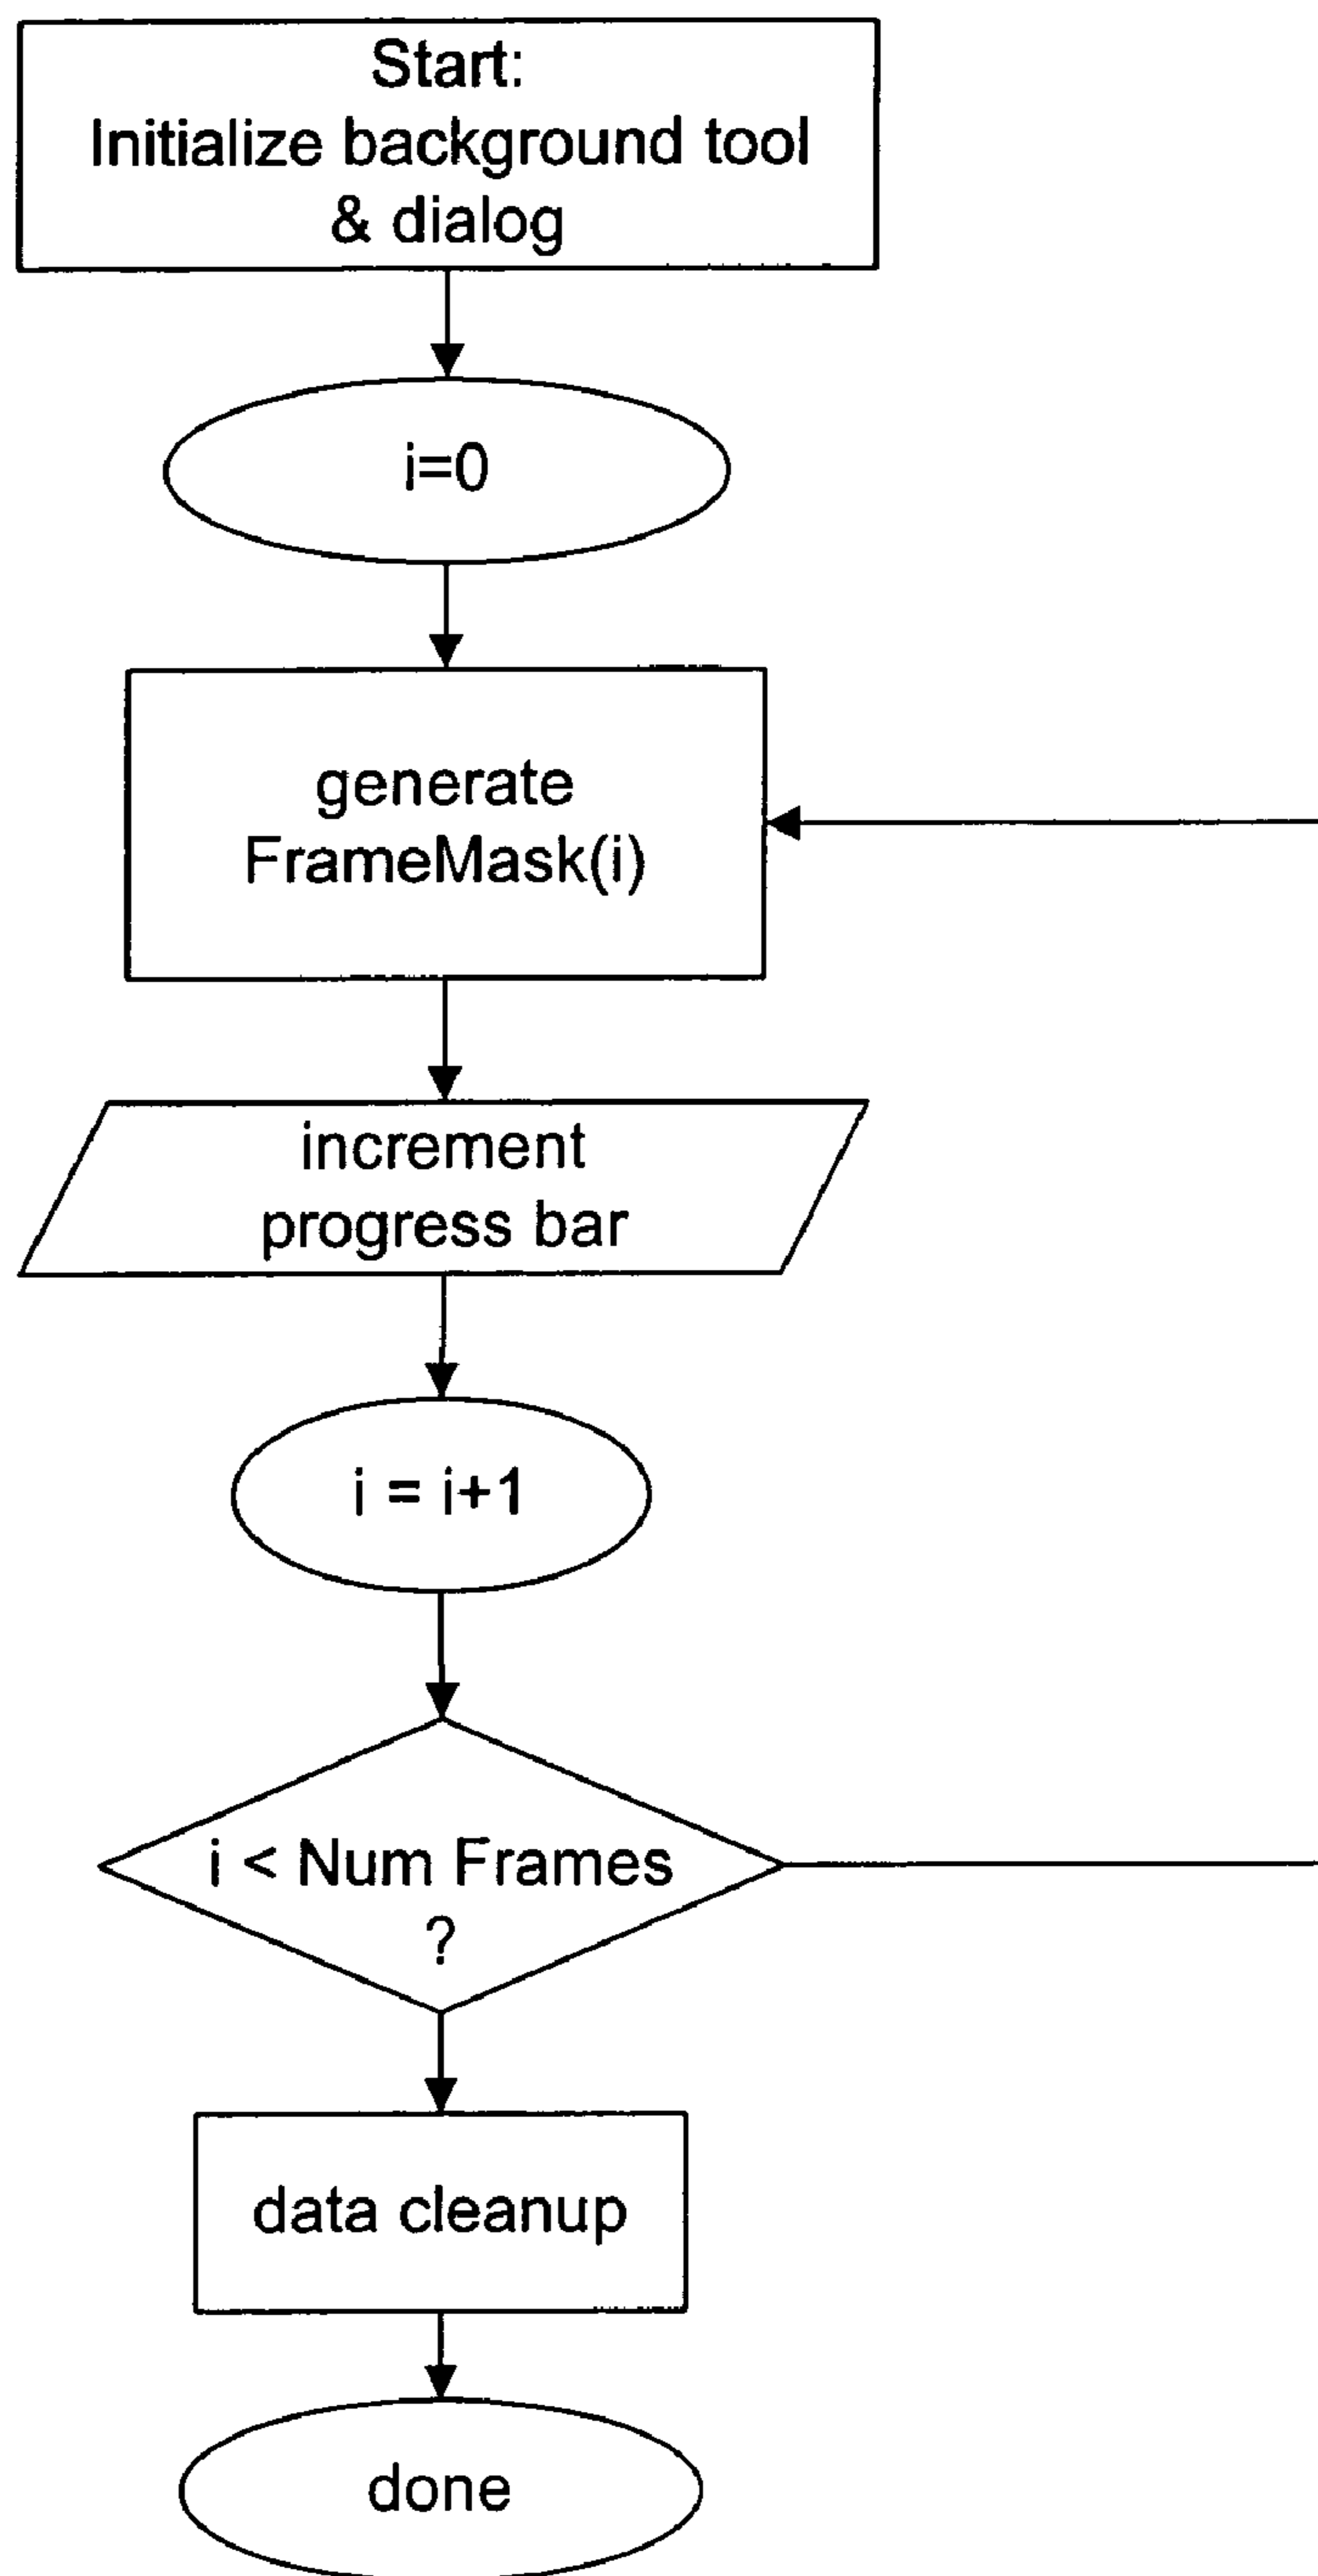 Start:
Initialize background tool
& dialog
i=0
generate
FrameMask(i)
increment
progress bar
i = i+1
i < Num Frames
?
data cleanup
done